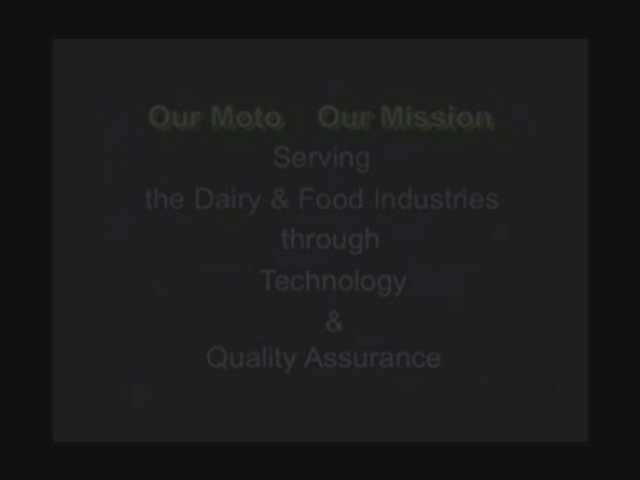 Our Moto Our Mission
Serving
the Dairy & Food Industries
through
Technology
&
Quality Assurance